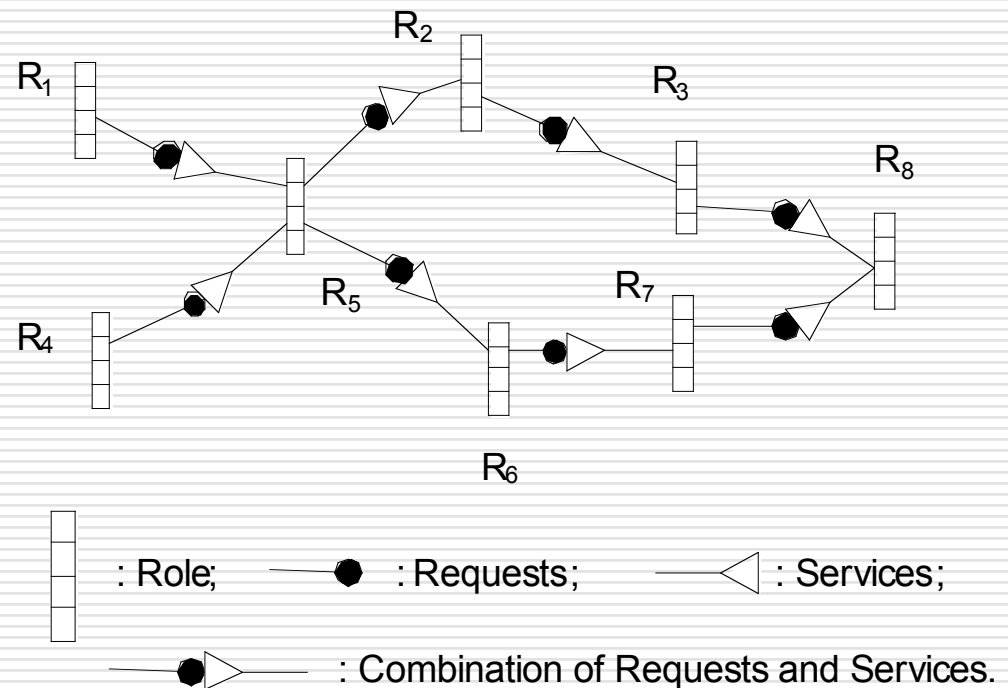 R₂
R₁
R₃
R₈
R₇
R₅
R₄
R₆
: Role; : Requests; : Services;
: Combination of Requests and Services.